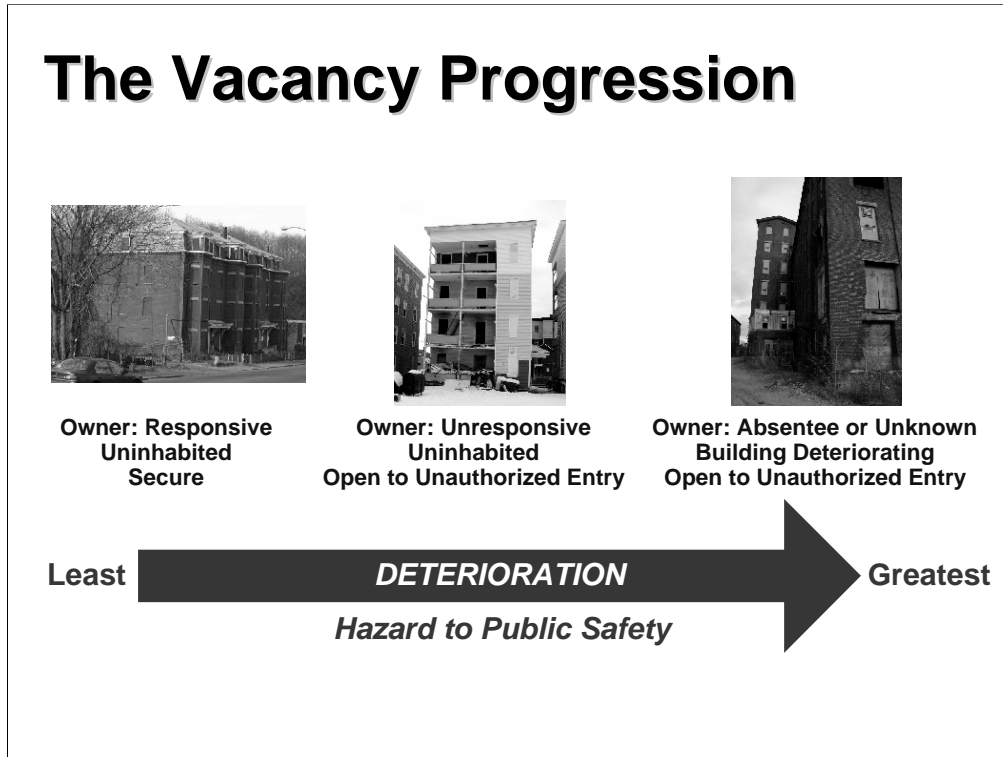 The Vacancy Progression
Owner: Responsive
Uninhabited
Secure
Owner: Unresponsive
Uninhabited
Open to Unauthorized Entry
Owner: Absentee or Unknown
Building Deteriorating
Open to Unauthorized Entry
Least
DETERIORATION
Greatest
Hazard to Public Safety